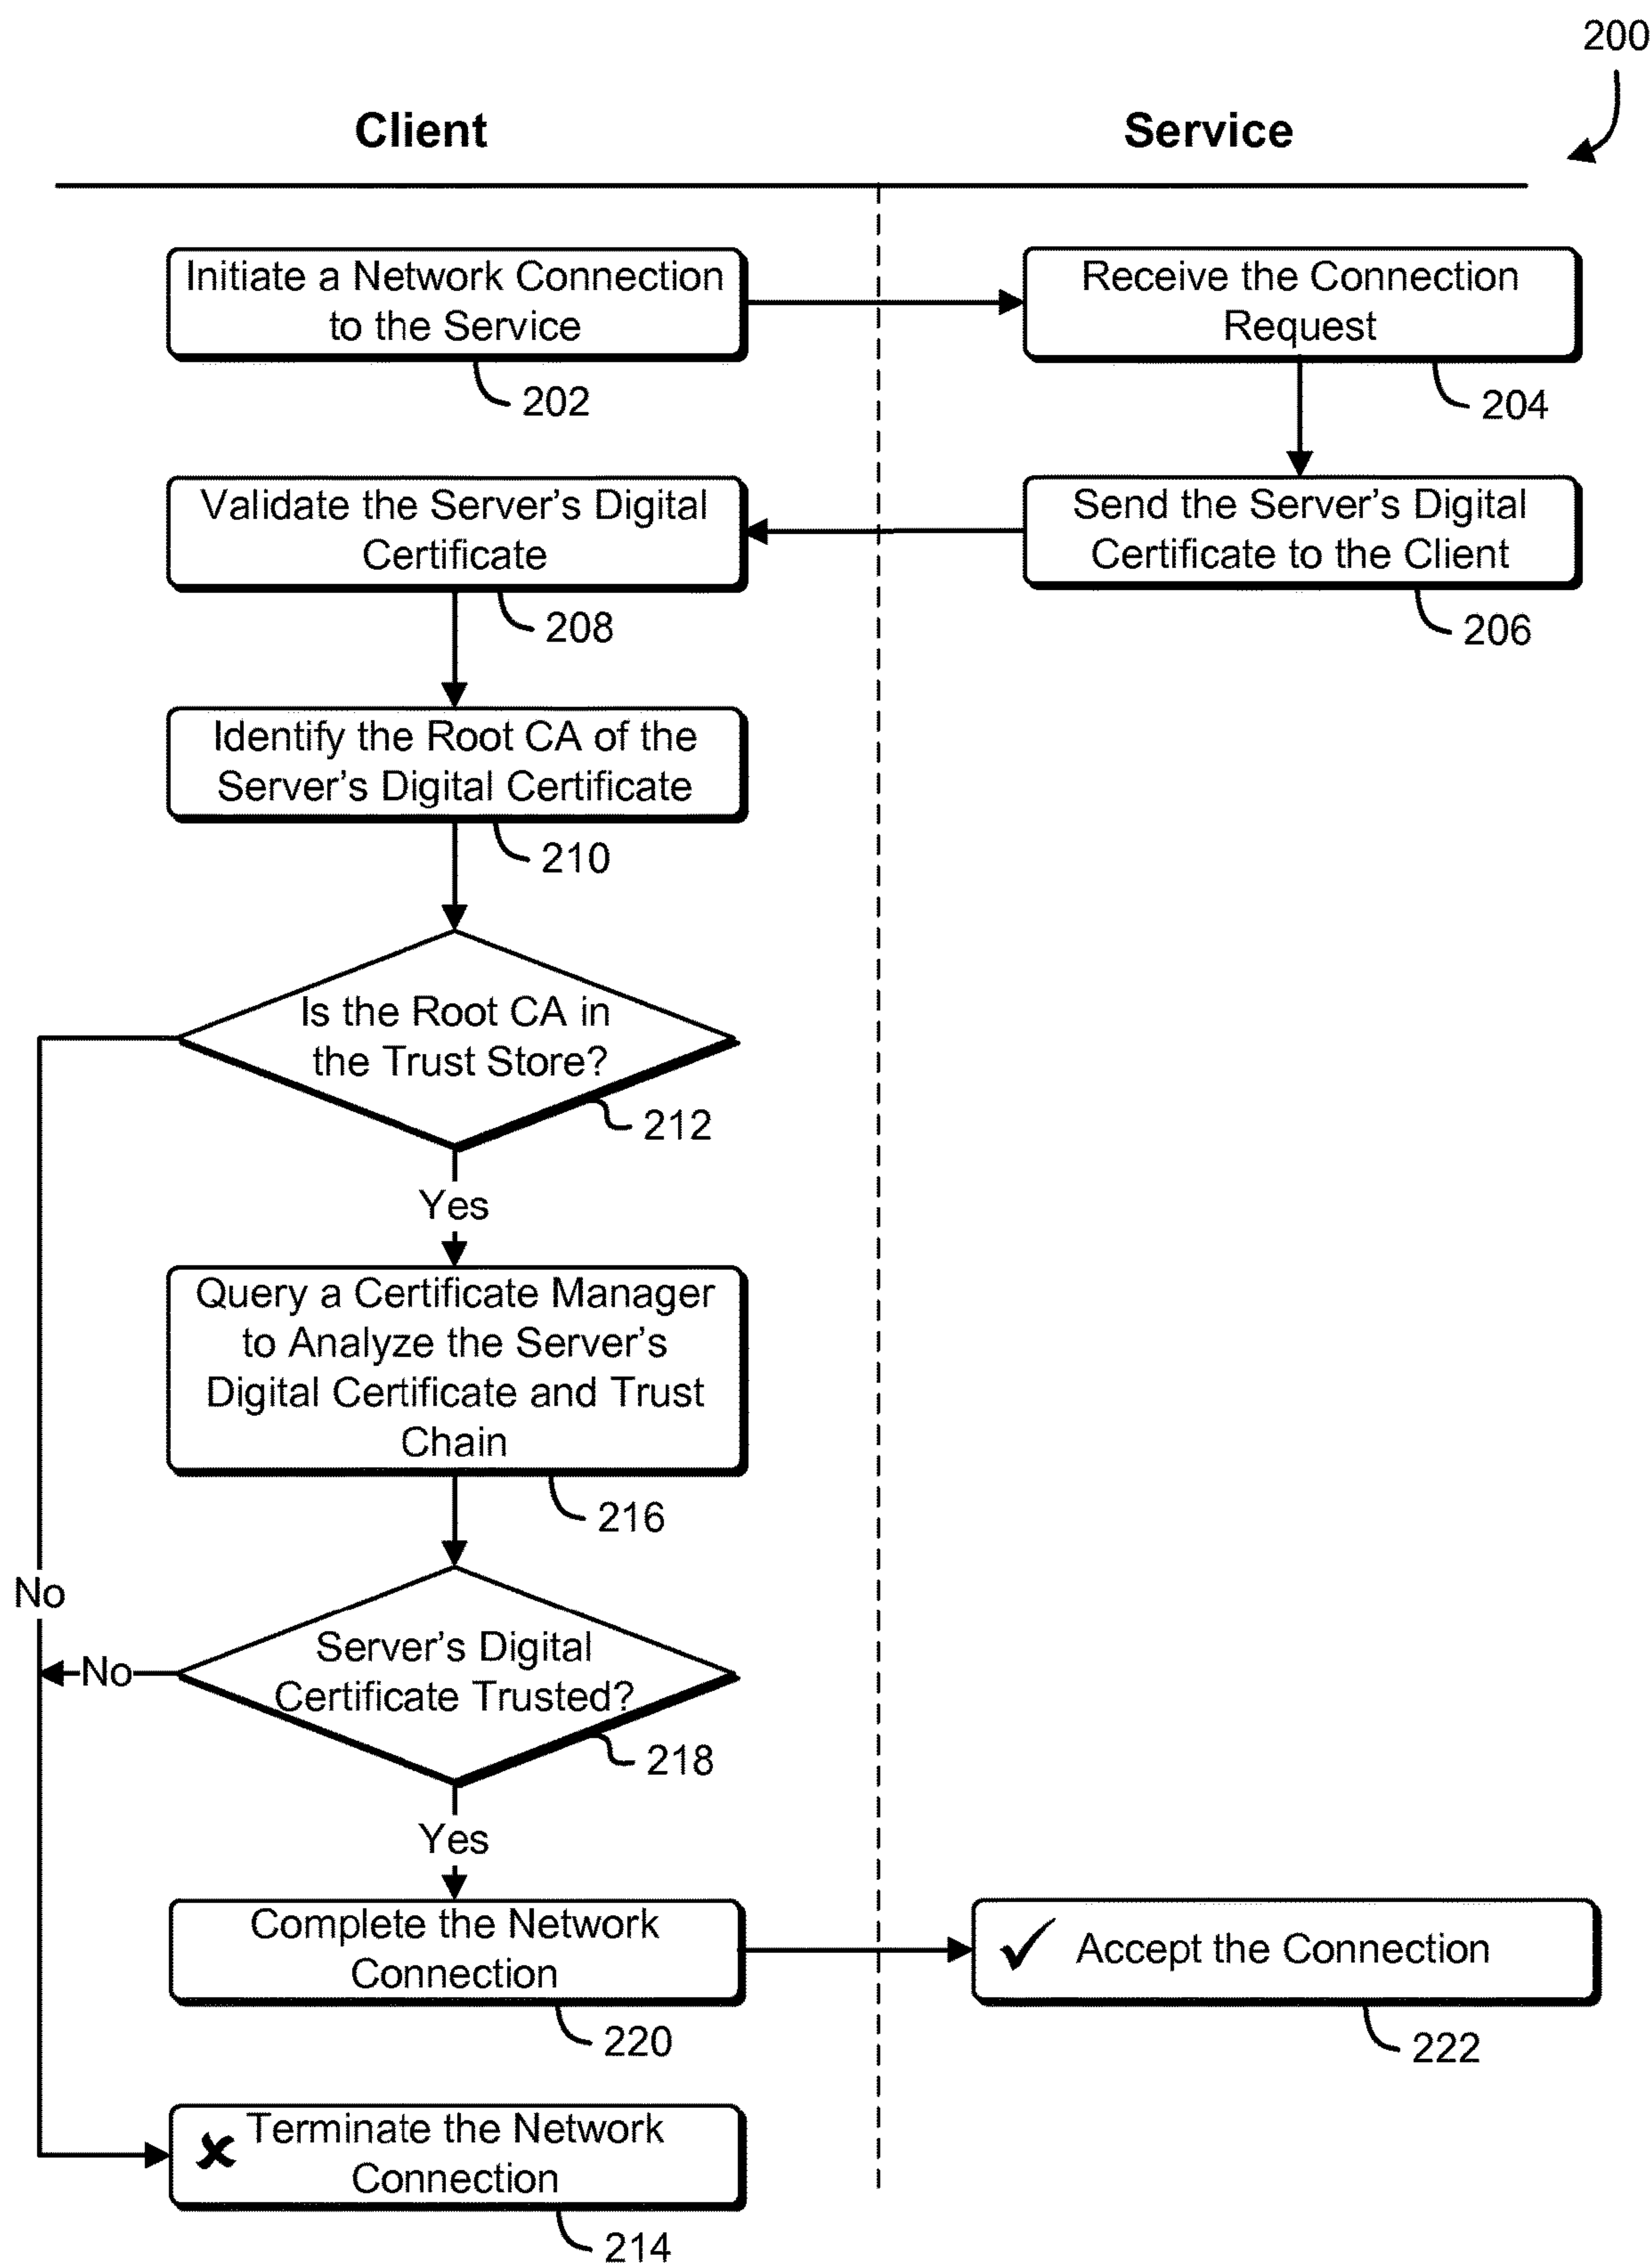 200
Client
Service
Initiate a Network Connection
to the Service
202
Receive the Connection
Request
204
Validate the Server's Digital
Certificate
208
Send the Server's Digital
Certificate to the Client
206
Identify the Root CA of the
Server's Digital Certificate
210
Is the Root CA in
the Trust Store?
212
Yes
Query a Certificate Manager
to Analyze the Server's
Digital Certificate and Trust
Chain
216
No
Server's Digital
Certificate Trusted?
No
218
Yes
Complete the Network
Connection
220
Accept the Connection
222
Terminate the Network
Connection
214